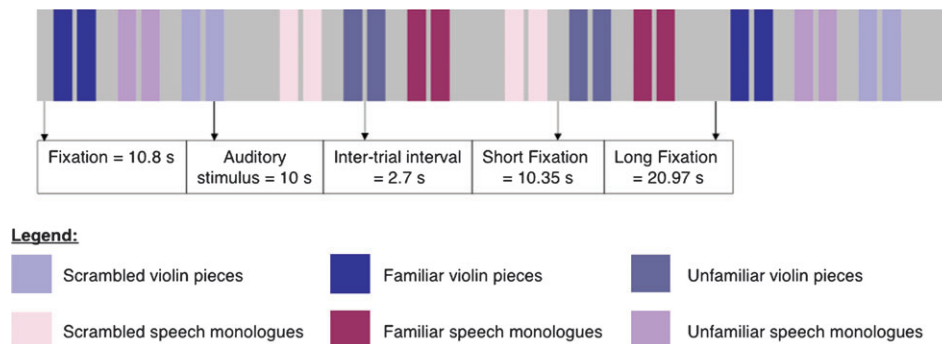 Fixation = 10.8 s
Auditory
stimulus = 10 s
Inter-trial interval
= 2.7 s
Short Fixation
= 10.35 s
Long Fixation
= 20.97 s
Legend:
Scrambled violin pieces
Familiar violin pieces
Unfamiliar violin pieces
Scrambled speech monologues
Familiar speech monologues
Unfamiliar speech monologues